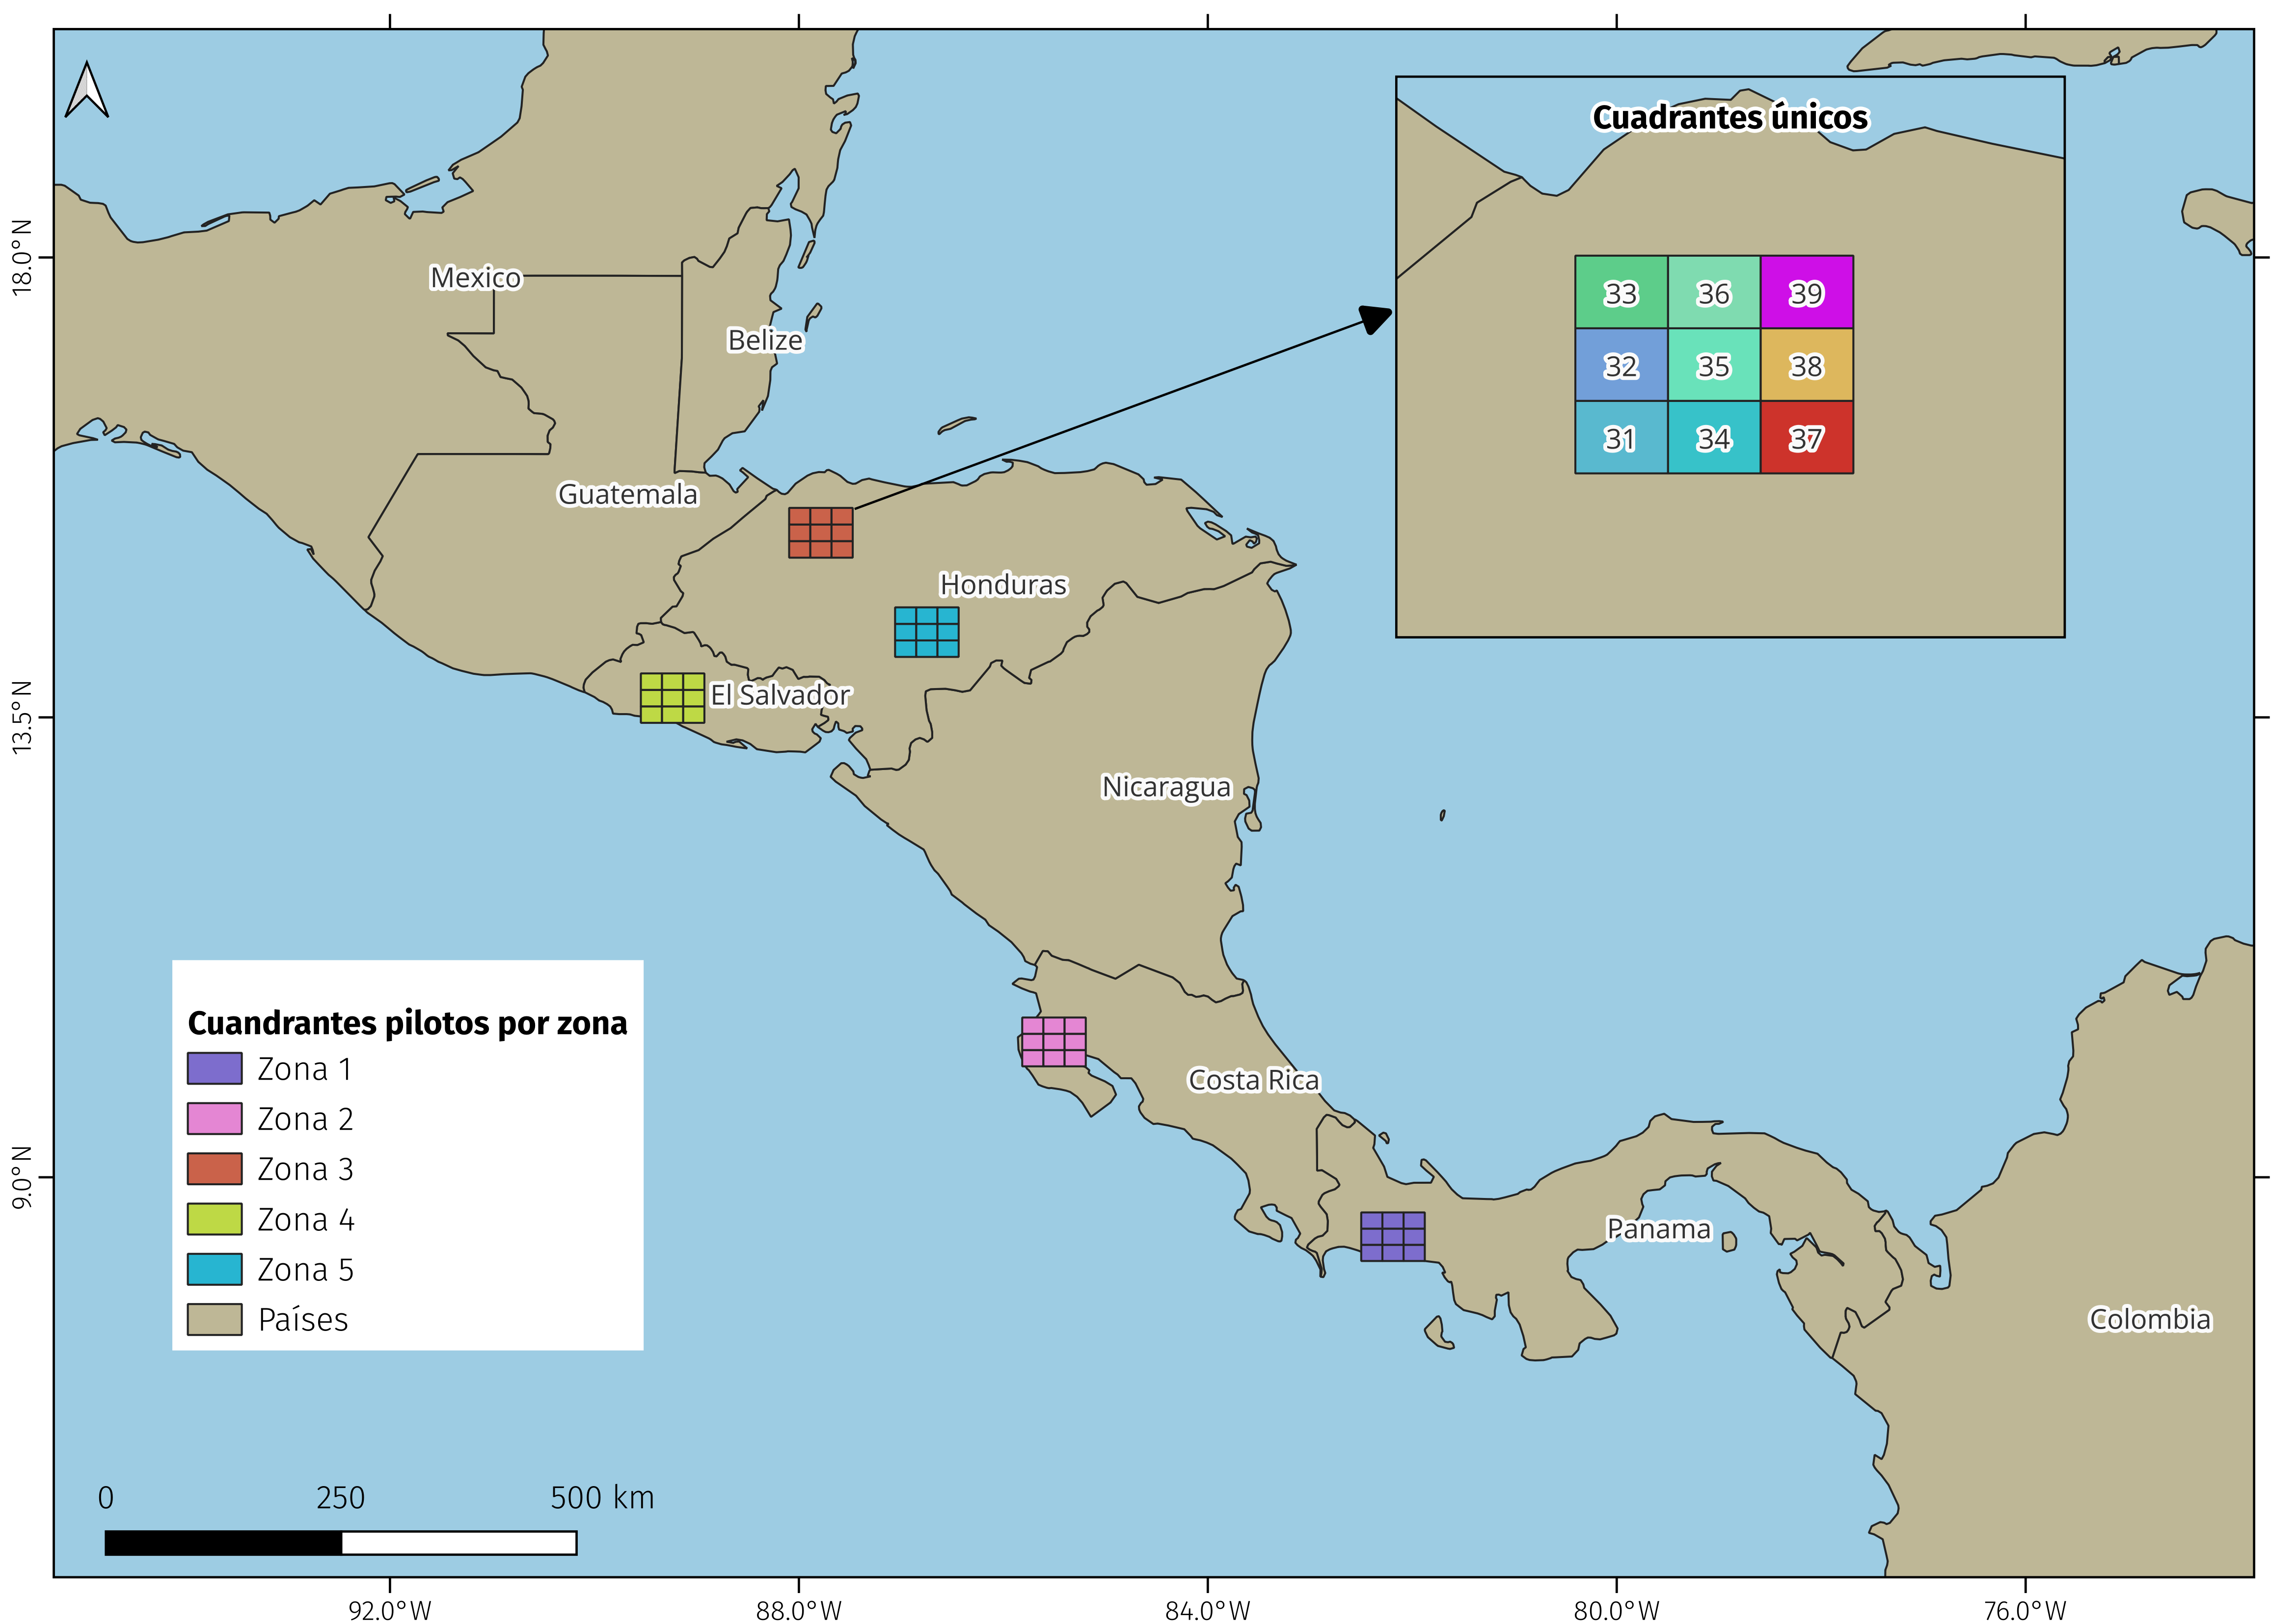 Cuadrantes únicos
33 36 39
32 35 38
31 34 37
Mexico
Belize
Guatemala
Honduras
El Salvador
Nicaragua
Costa Rica
Panama
Colombia
Cuandrantes pilotos por zona
Zona 1
Zona 2
Zona 3
Zona 4
Zona 5
Países
0 250 500 km
18.0°N
13.5°N
9.0°N
92.0°W 88.0°W 84.0°W 80.0°W 76.0°W